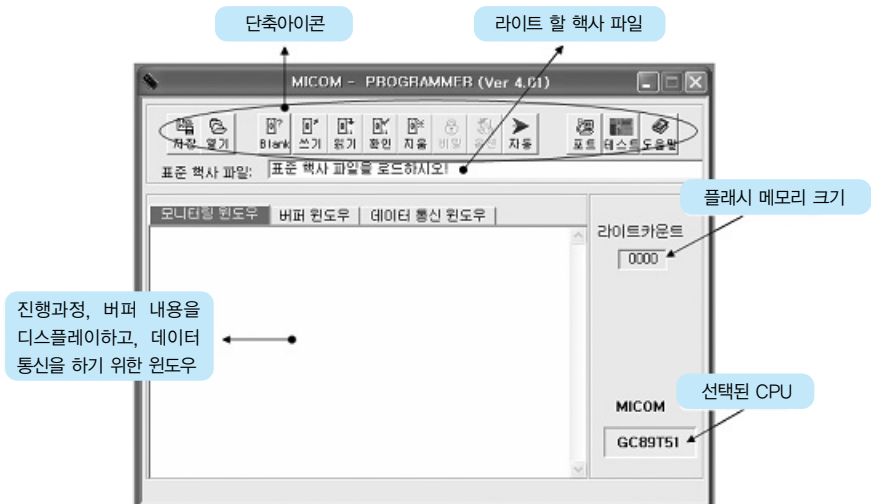 단축아이콘
라이트 할 핵사 파일
MICOM - PROGRAMMER (Ver 4.01)
저장 열기 Blank 쓰기 읽기 확인 지움 비밀 자동 포트 테스트 도움말
표준 핵사 파일: 표준 핵사 파일을 로드하시오!
플래시 메모리 크기
모니터링 윈도우 버퍼 윈도우 데이터 통신 윈도우
라이트카운트
0000
진행과정, 버퍼 내용을
디스플레이하고, 데이터
통신을 하기 위한 윈도우
선택된 CPU
MICOM
GC89T51